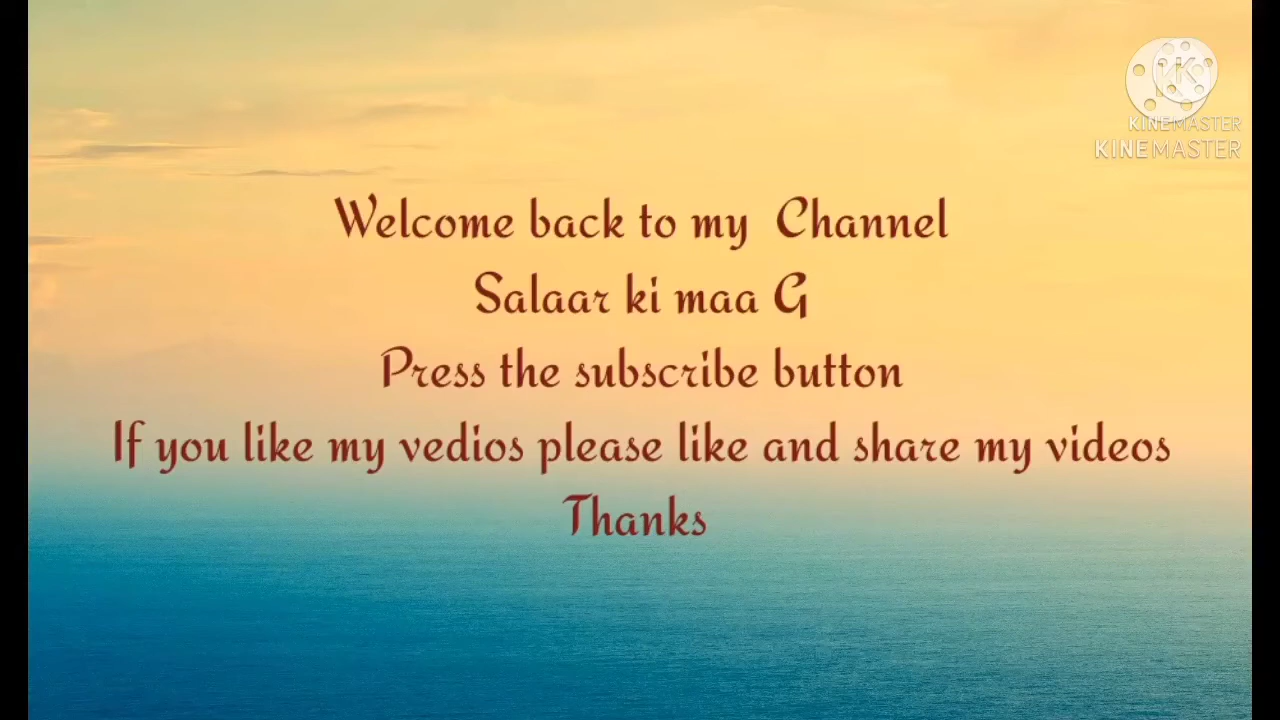 KINEMASTER
KINEMASTER
Welcome back to my Channel
Salaar ki maa G
Press the subscribe button
If you like my vedios please like and share my videos
Thanks